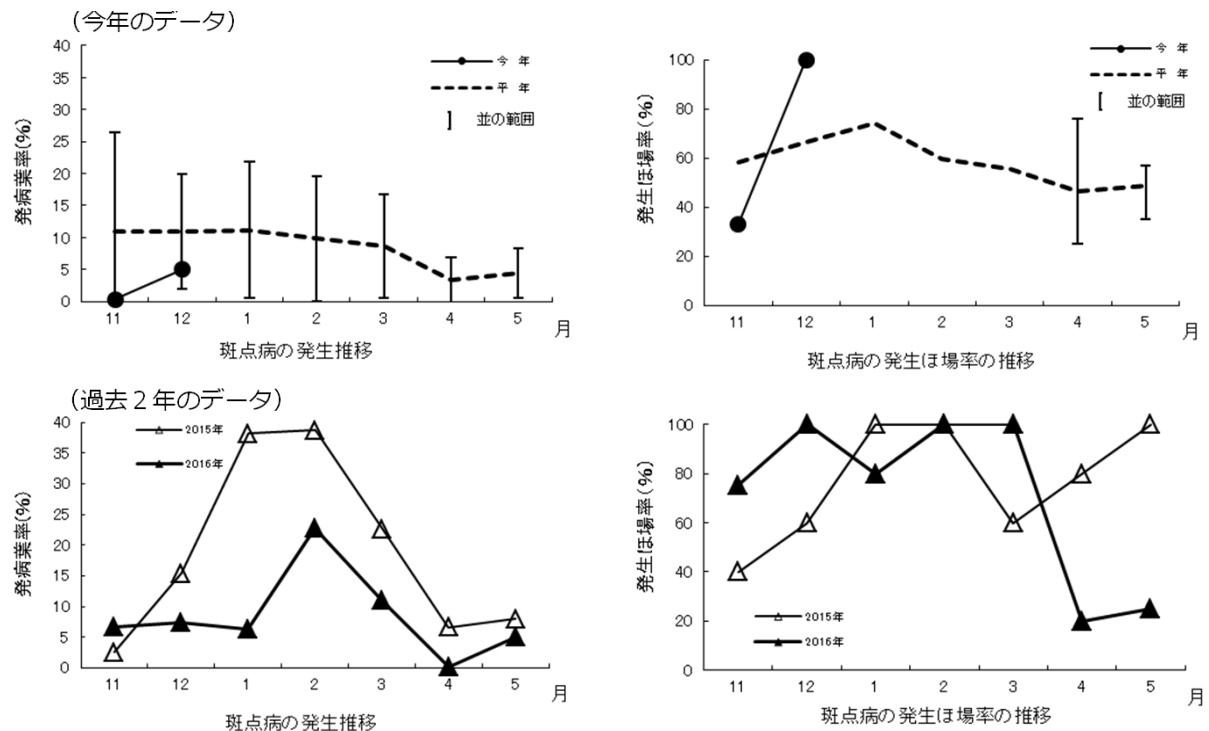 （今年のデータ）
発病葉率(%)
40
35
30
25
20
15
10
5
0
今　年
平　年
並の範囲
11
12
1
2
3
4
5
月
斑点病の発生推移
発生ほ場率(%)
100
80
60
40
20
0
今　年
平　年
並の範囲
11
12
1
2
3
4
5
月
斑点病の発生ほ場率の推移
（過去２年のデータ）
発病葉率(%)
40
35
30
25
20
15
10
5
0
2015年
2016年
11
12
1
2
3
4
5
月
斑点病の発生推移
発生ほ場率(%)
100
80
60
40
20
0
2015年
2016年
11
12
1
2
3
4
5
月
斑点病の発生ほ場率の推移